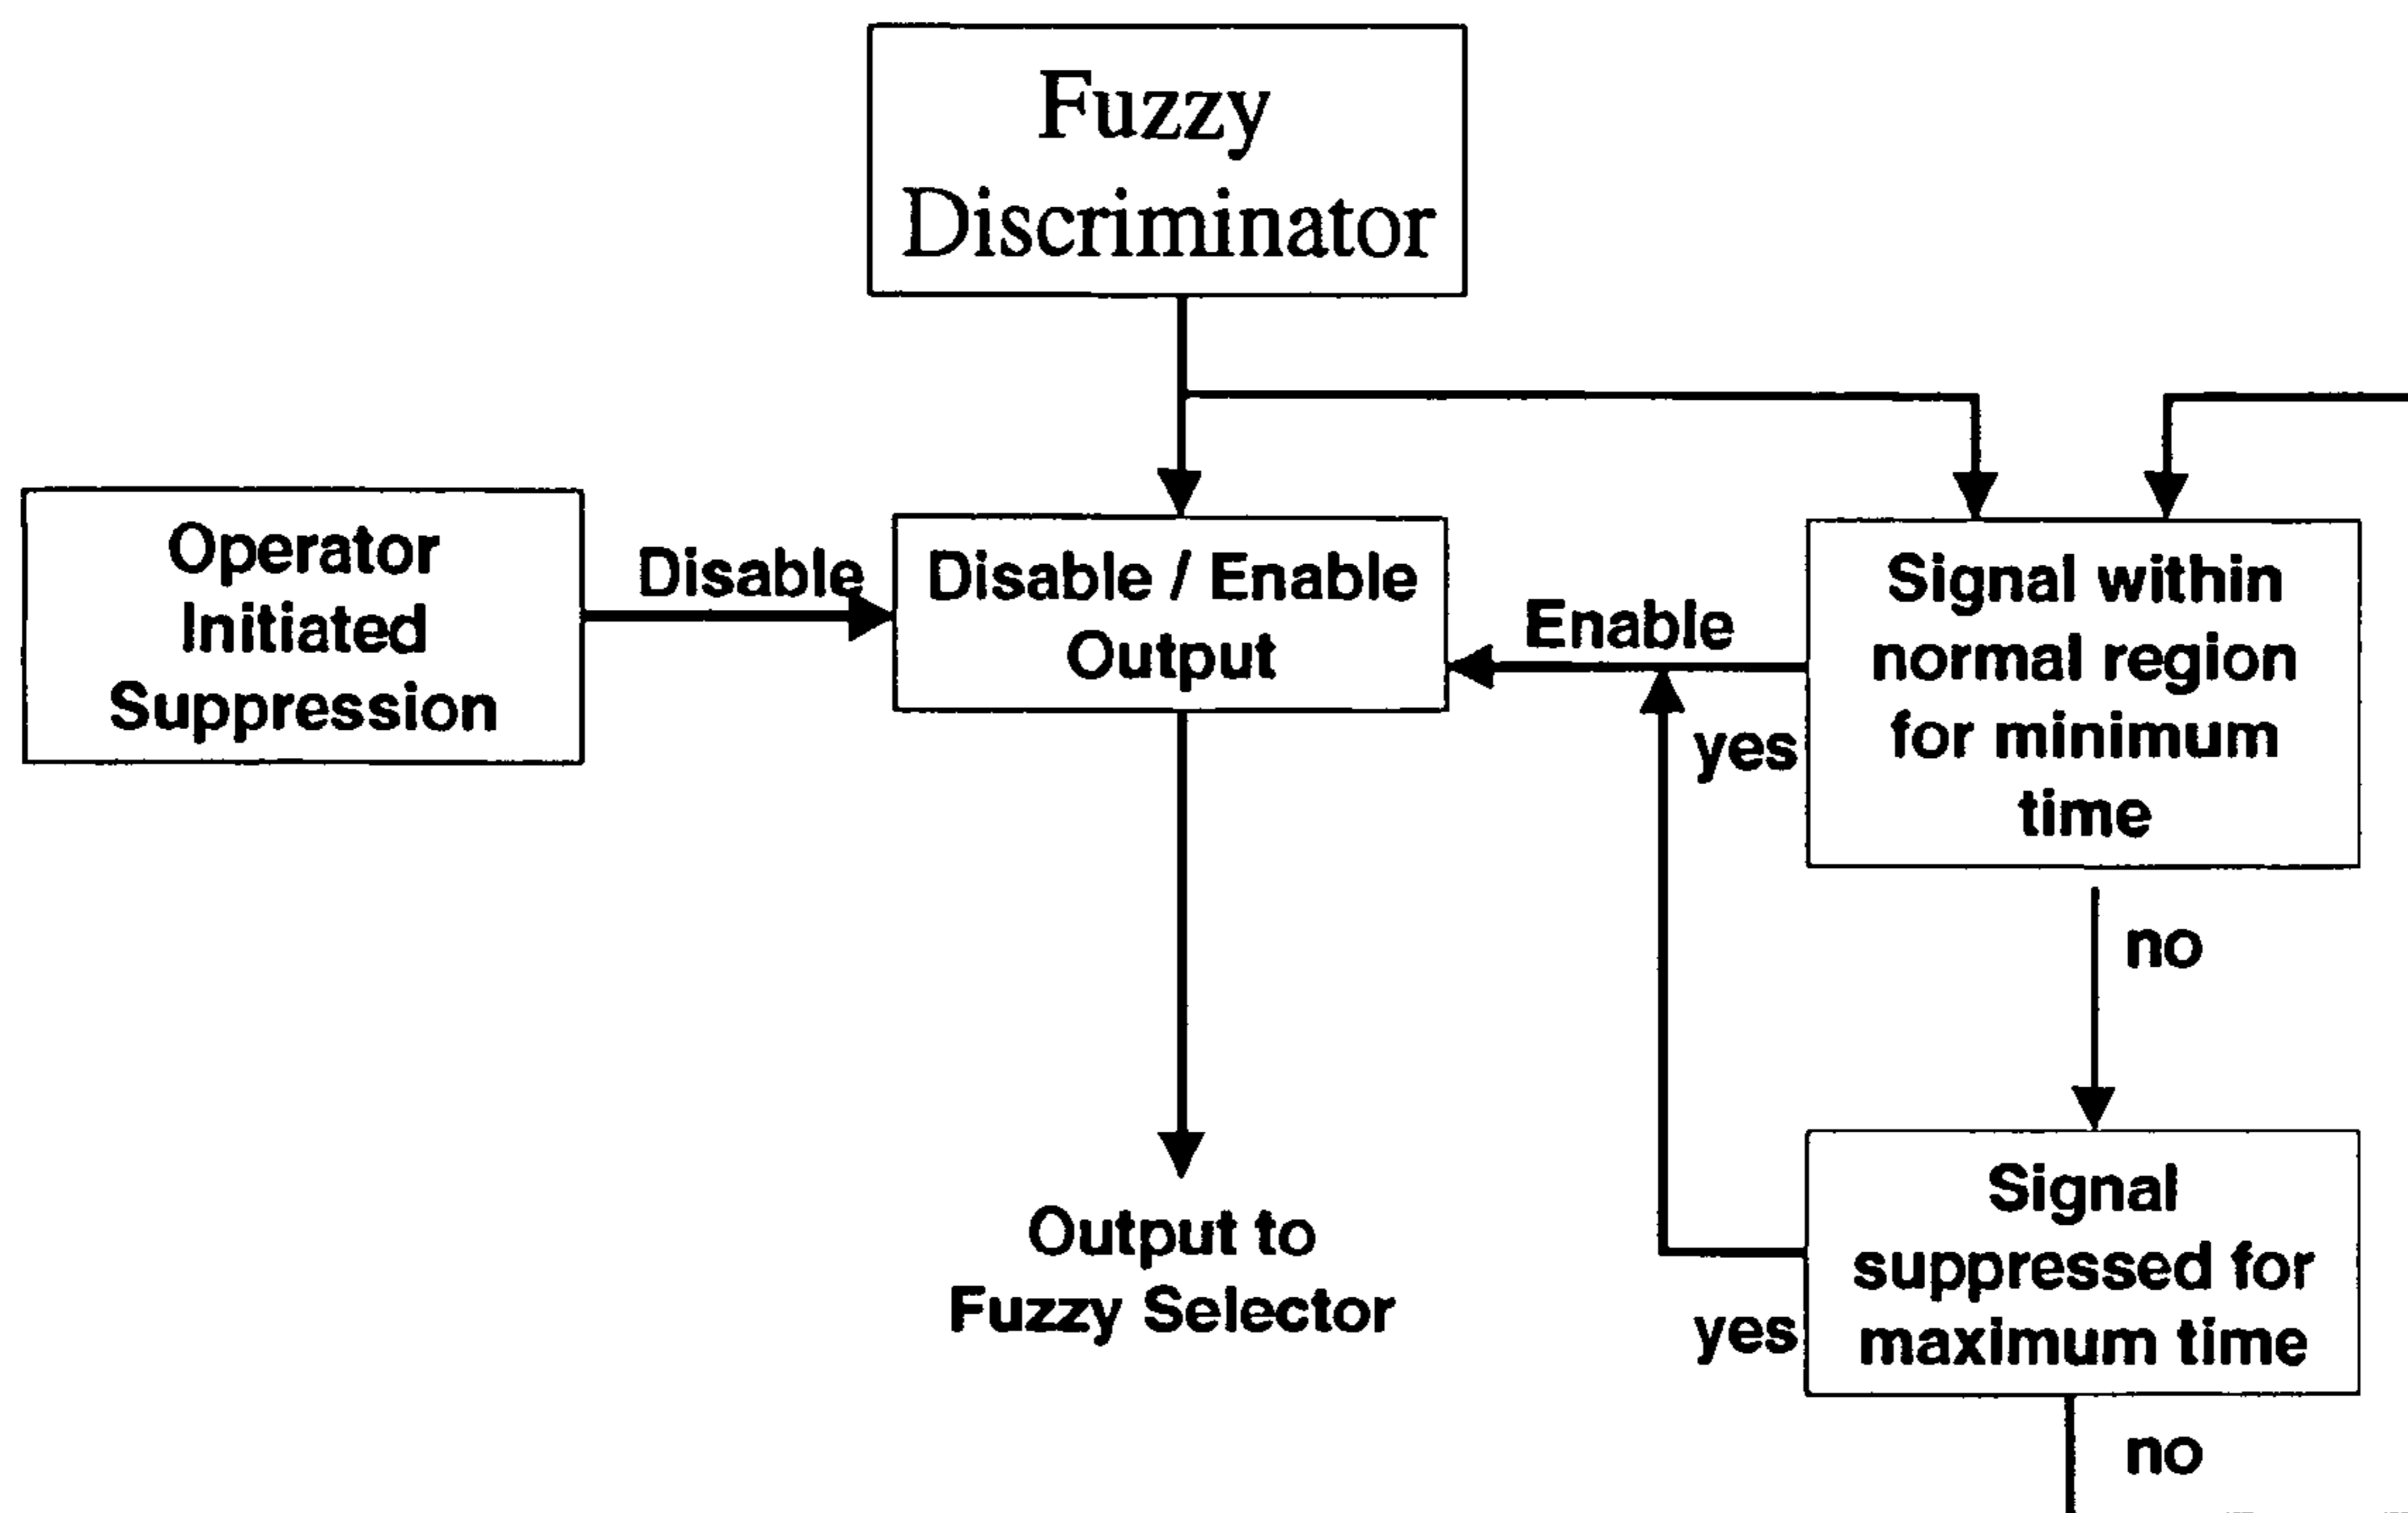 Fuzzy
Discriminator
Operator
Initiated
Suppression
Disable
Disable / Enable
Output
Enable
yes
Signal within
normal region
for minimum
time
no
Output to
Fuzzy Selector
Signal
suppressed for
maximum time
yes
no